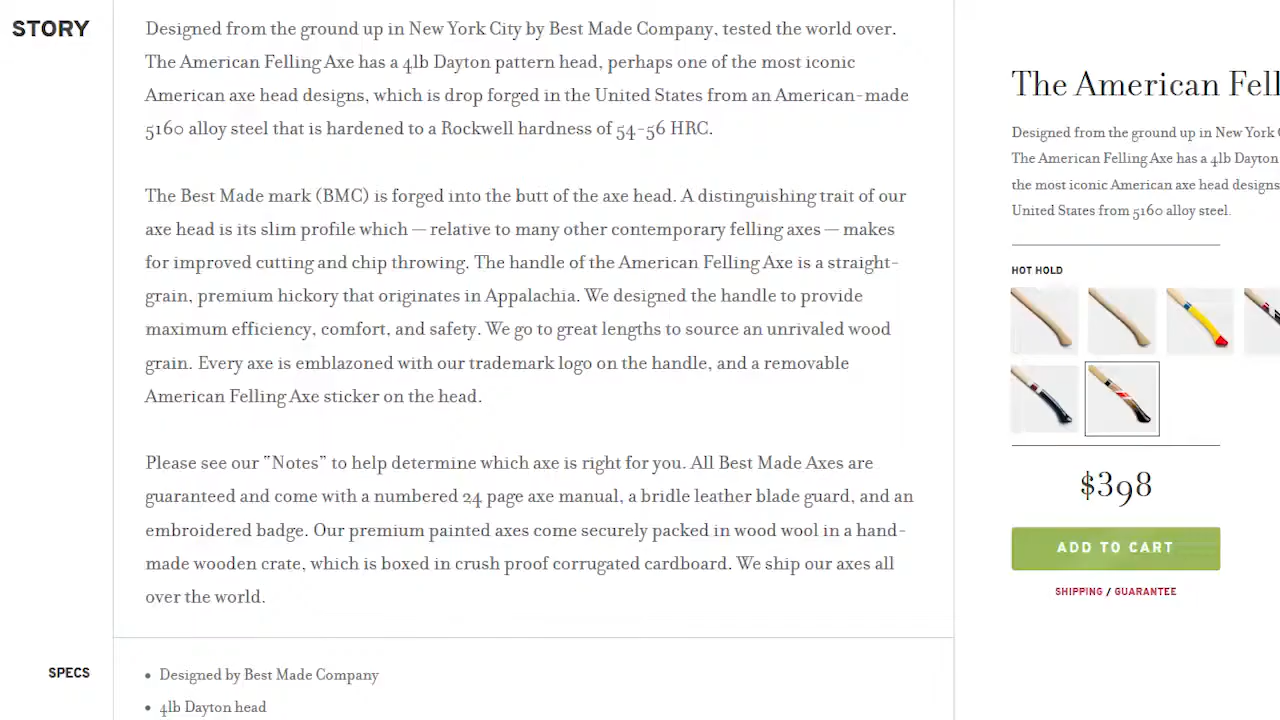 STORY
Designed from the ground up in New York City by Best Made Company, tested the world over.
The American Felling Axe has a 4lb Dayton pattern head, perhaps one of the most iconic
American axe head designs, which is drop forged in the United States from an American-made
5160 alloy steel that is hardened to a Rockwell hardness of 54-56 HRC.
The Best Made mark (BMC) is forged into the butt of the axe head. A distinguishing trait of our
axe head is its slim profile which — relative to many other contemporary felling axes — makes
for improved cutting and chip throwing. The handle of the American Felling Axe is a straight-
grain, premium hickory that originates in Appalachia. We designed the handle to provide
maximum efficiency, comfort, and safety. We go to great lengths to source an unrivaled wood
grain. Every axe is emblazoned with our trademark logo on the handle, and a removable
American Felling Axe sticker on the head.
Please see our "Notes" to help determine which axe is right for you. All Best Made Axes are
guaranteed and come with a numbered 24 page axe manual, a bridle leather blade guard, and an
embroidered badge. Our premium painted axes come securely packed in wood wool in a hand-
made wooden crate, which is boxed in crush proof corrugated cardboard. We ship our axes all
over the world.
SPECS
• Designed by Best Made Company
• 4lb Dayton head
The American Fell
Designed from the ground up in New York
The American Felling Axe has a 4lb Dayton
the most iconic American axe head designs
United States from 5160 alloy steel.
HOT HOLD
$398
ADD TO CART
SHIPPING / GUARANTEE